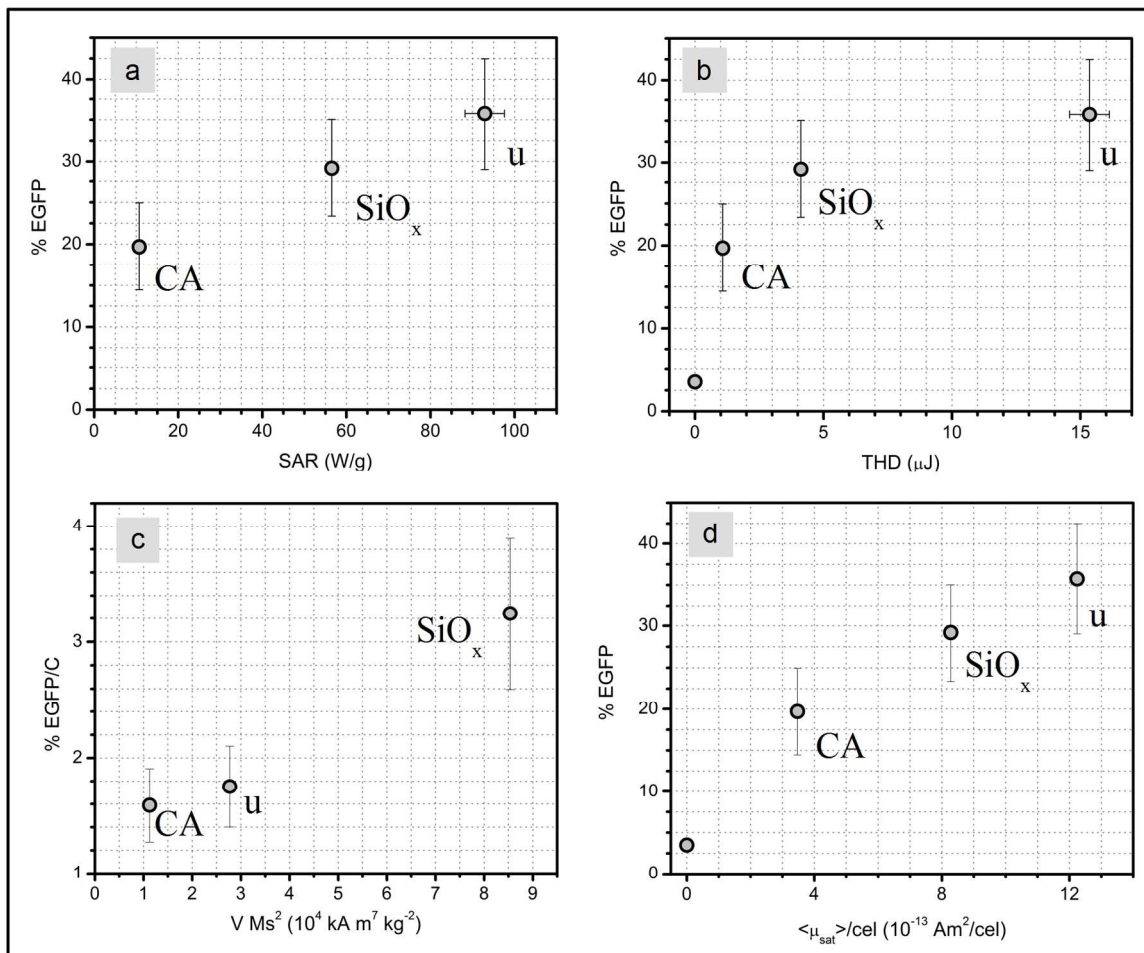 a
% EGFP
40
30
20
10
0
CA
SiOx
u
0 20 40 60 80 100
SAR (W/g)
b
% EGFP
40
30
20
10
0
CA
SiOx
u
0 5 10 15
THD (μJ)
c
% EGFP/C
4
3
2
1
CA
u
SiOx
0 1 2 3 4 5 6 7 8 9
V Ms² (10⁴ kA m⁷ kg⁻²)
d
% EGFP
40
30
20
10
0
CA
SiOx
u
0 4 8 12
<μsat>/cel (10⁻¹³ Am²/cel)